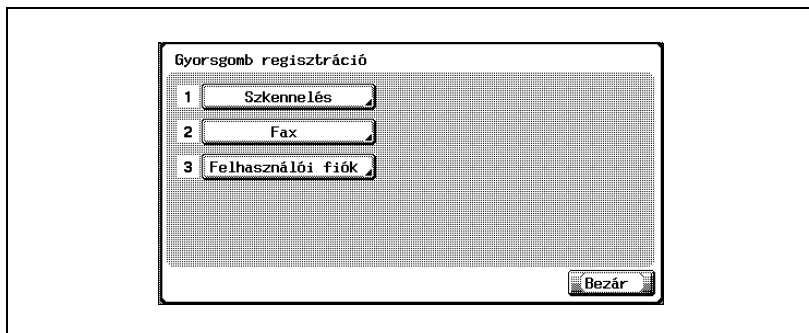 Gyorsgomb regisztráció
1 Szkennelés
2 Fax
3 Felhasználói fiók
Bezár